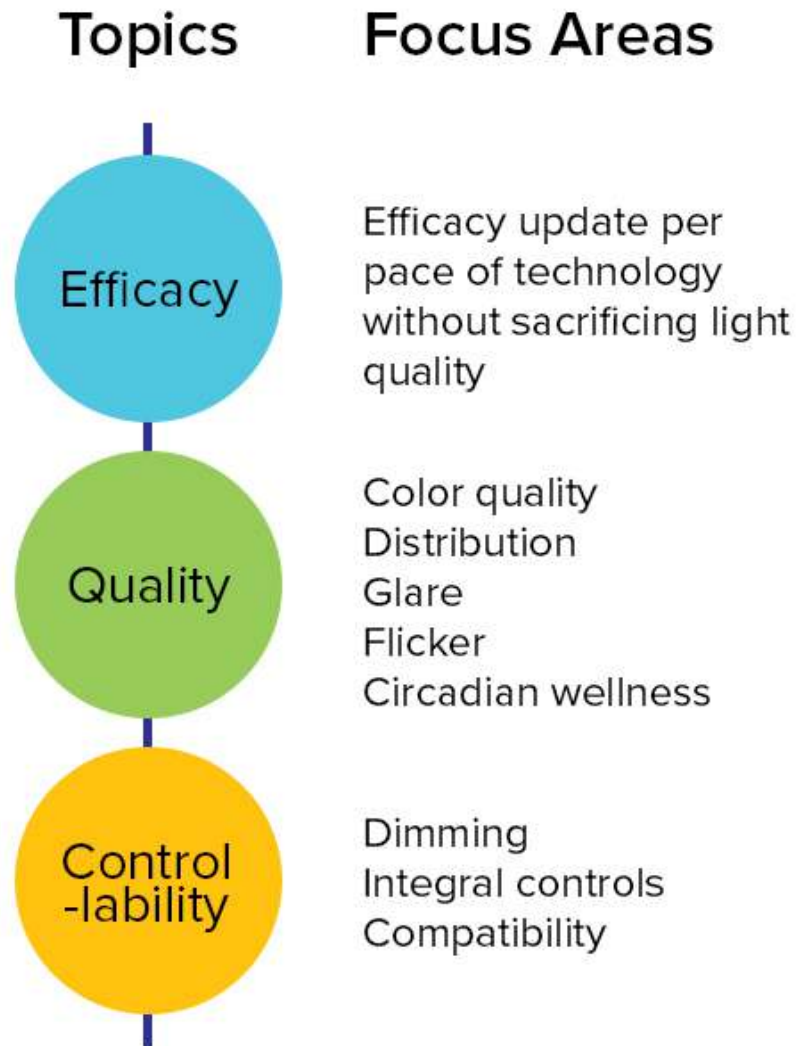 Topics
Focus Areas
Efficacy
Efficacy update per
pace of technology
without sacrificing light
quality
Quality
Color quality
Distribution
Glare
Flicker
Circadian wellness
Control
-lability
Dimming
Integral controls
Compatibility